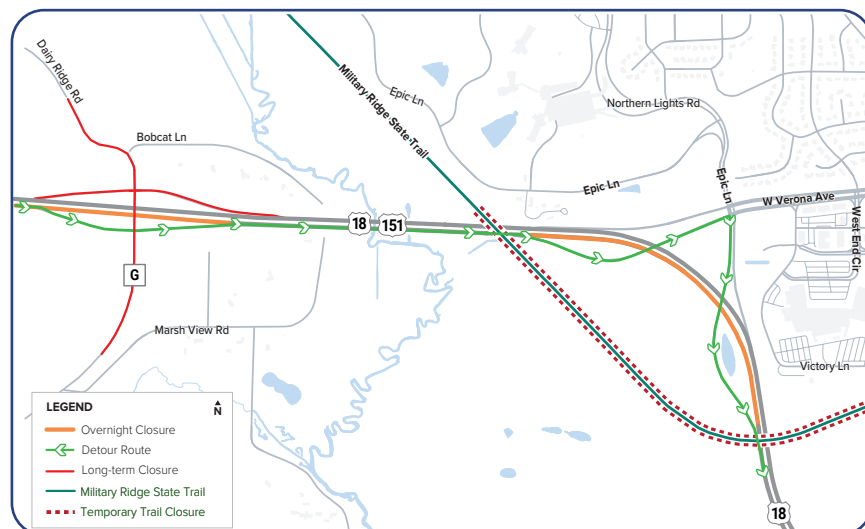 Dairy Ridge Rd
Bobcat Ln
Military Ridge State Trail
Epic Ln
Northern Lights Rd
Epic Ln
Epic Ln
W Verona Ave
West End Cir
18
151
G
Marsh View Rd
Victory Ln
LEGEND
N
Overnight Closure
Detour Route
Long-term Closure
Military Ridge State Trail
Temporary Trail Closure
18